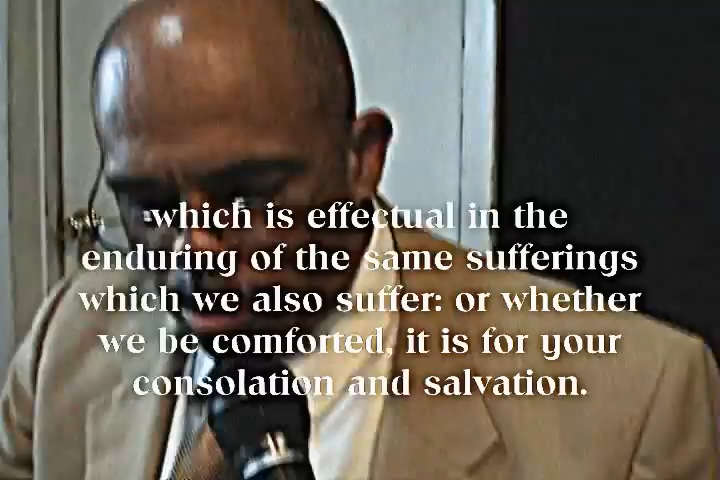 which is effectual in the
enduring of the same sufferings
which we also suffer: or whether
we be comforted, it is for your
consolation and salvation.